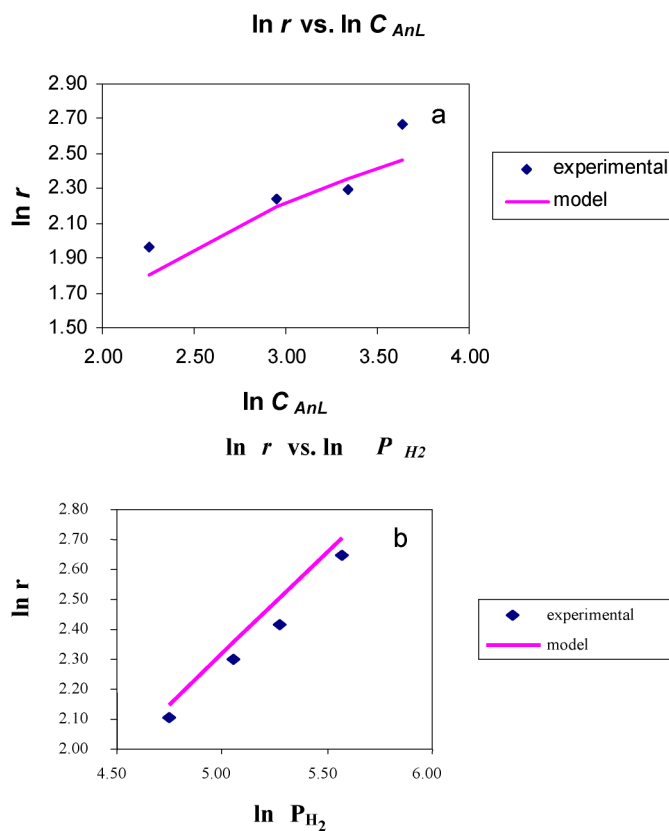 ln r vs. ln C AnL
2.90
2.70
2.50
2.30
2.10
1.90
1.70
1.50
ln r
a
2.00 2.50 3.00 3.50 4.00
ln C AnL
experimental
model
ln r vs. ln P H2
2.80
2.70
2.60
2.50
2.40
2.30
2.20
2.10
2.00
ln r
b
4.50 5.00 5.50 6.00
ln P H2
experimental
model